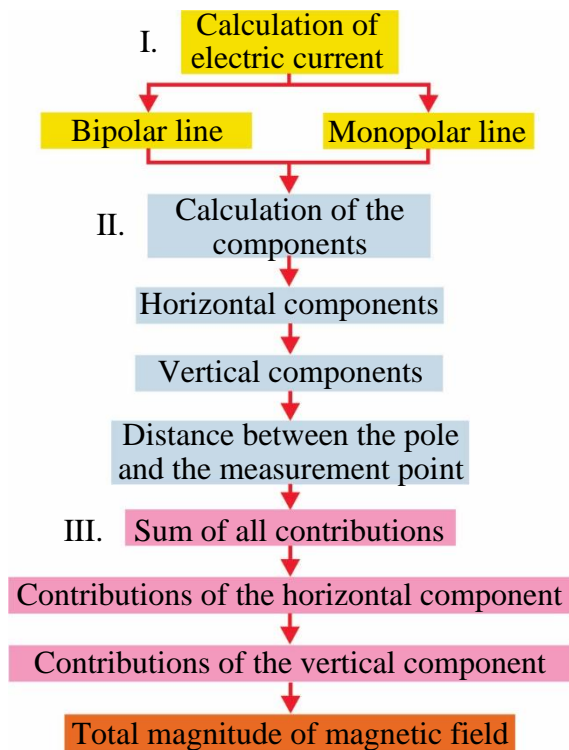 I.
Calculation of
electric current
Bipolar line
Monopolar line
II.
Calculation of the
components
Horizontal components
Vertical components
Distance between the pole
and the measurement point
III.
Sum of all contributions
Contributions of the horizontal component
Contributions of the vertical component
Total magnitude of magnetic field